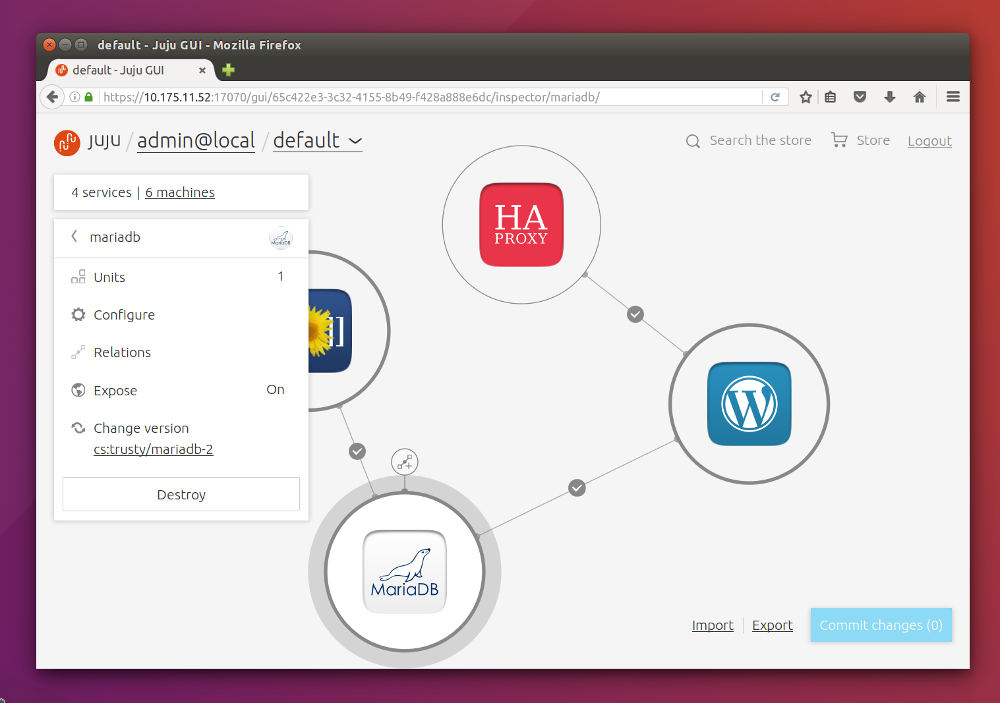 default - Juju GUI - Mozilla Firefox
default - Juju GUI
https://10.175.11.52:17070/gui/65c422e3-3c32-4155-8b49-f428a888e6dc/inspector/mariadb/
juju / admin@local / default
Search the store
Store
Logout
4 services | 6 machines
mariadb
MariaDB
Units 1
Configure
Relations
Expose On
Change version
cs:trusty/mariadb-2
Destroy
HA
PROXY
]]
W
MariaDB
Import
Export
Commit changes (0)